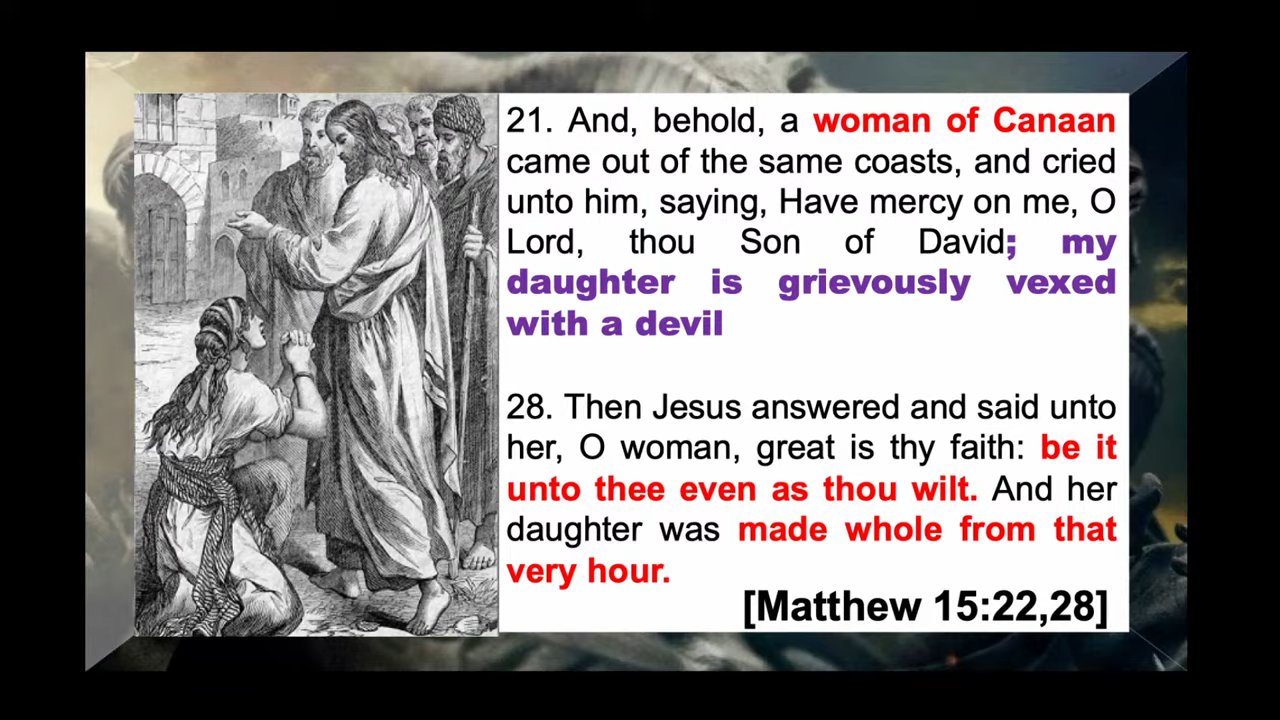 21. And, behold, a woman of Canaan
came out of the same coasts, and cried
unto him, saying, Have mercy on me, O
Lord, thou Son of David; my
daughter is grievously vexed
with a devil
28. Then Jesus answered and said unto
her, O woman, great is thy faith: be it
unto thee even as thou wilt. And her
daughter was made whole from that
very hour.
[Matthew 15:22,28]